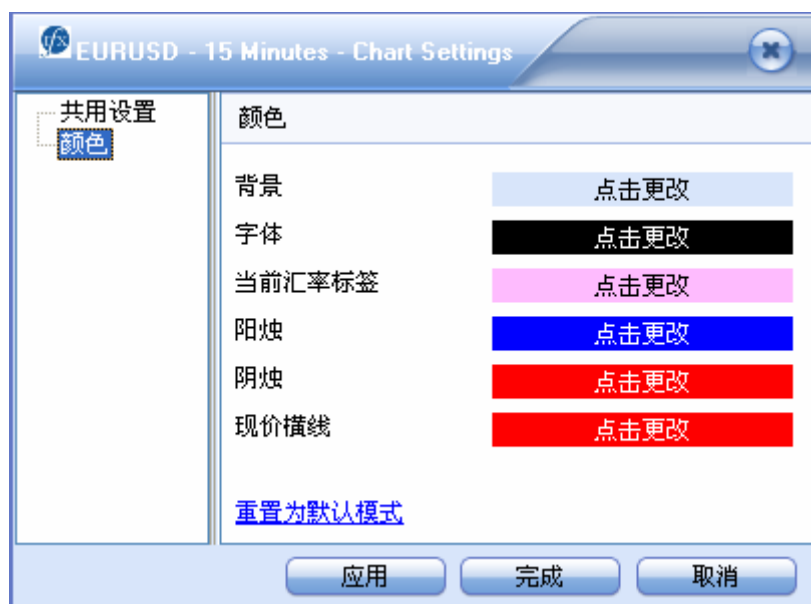 EURUSD - 15 Minutes - Chart Settings
共用设置
颜色
颜色
背景 点击更改
字体 点击更改
当前汇率标签 点击更改
阳烛 点击更改
阴烛 点击更改
现价横线 点击更改
重置为默认模式
应用 完成 取消